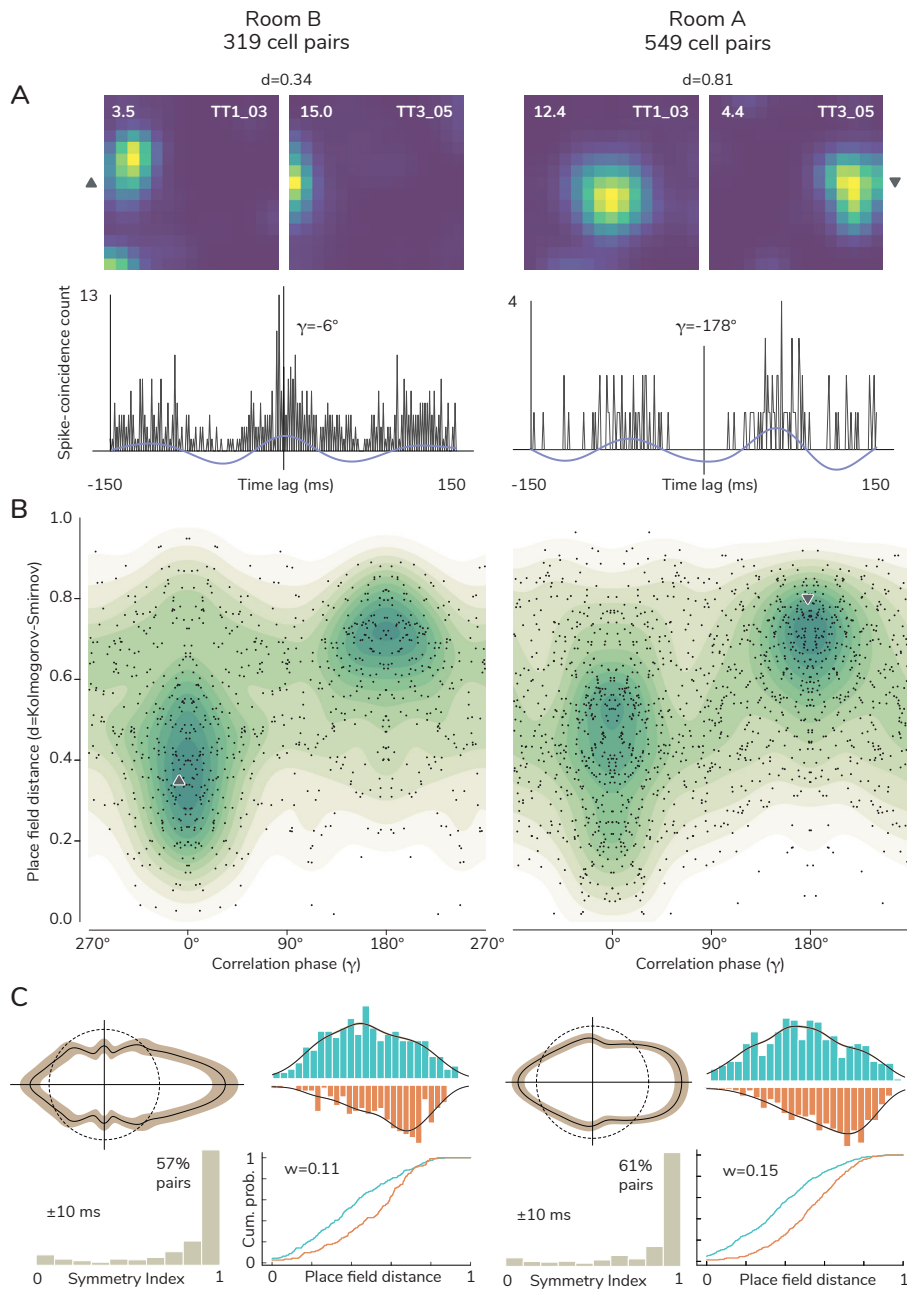 Room B
319 cell pairs
Room A
549 cell pairs
d=0.34
d=0.81
A
3.5
TT1_03
15.0
TT3_05
12.4
TT1_03
4.4
TT3_05
Spike-coincidence count
13
γ=-6°
-150
Time lag (ms)
150
4
γ=-178°
-150
Time lag (ms)
150
B
Place field distance (d=Kolmogorov-Smirnov)
1.0
0.8
0.6
0.4
0.2
0.0
270°
0°
90°
180°
270°
Correlation phase (γ)
0°
90°
180°
Correlation phase (γ)
C
57%
pairs
±10 ms
0
Symmetry Index
1
Cum. prob.
1
0
w=0.11
0
Place field distance
1
61%
pairs
±10 ms
0
Symmetry Index
1
w=0.15
0
Place field distance
1